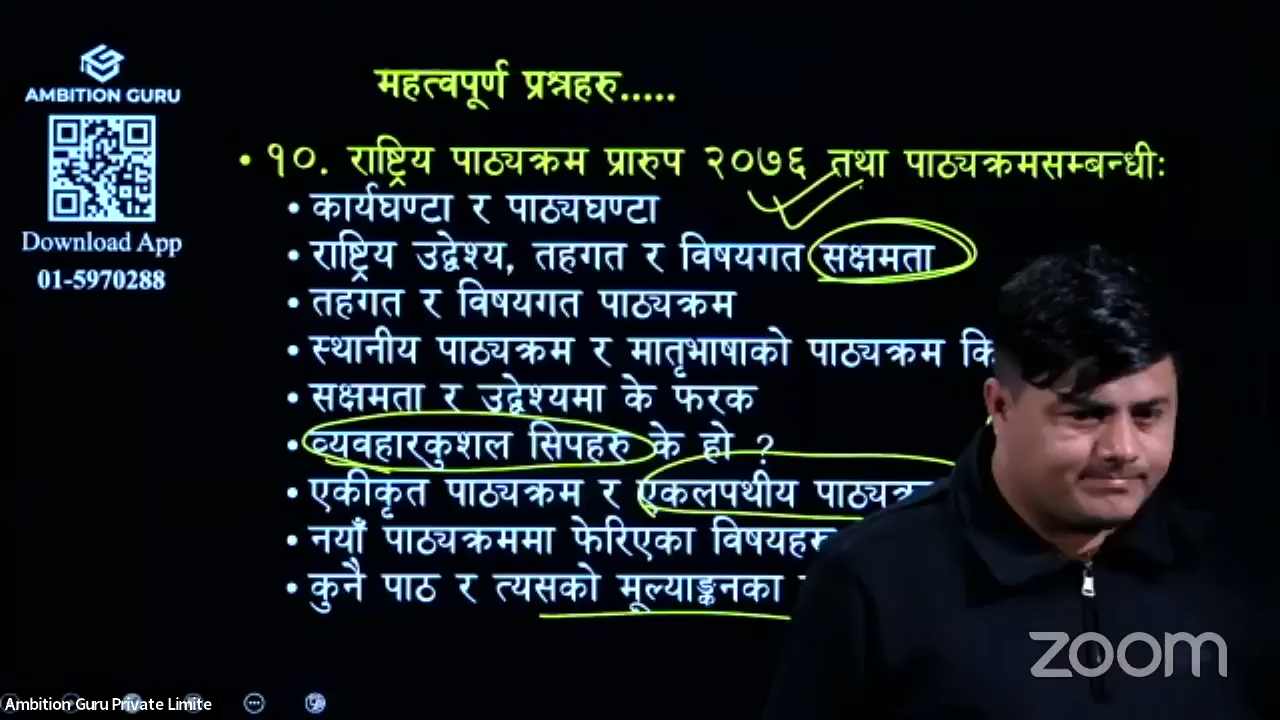 AMBITION GURU
Download App
01-5970288
महत्वपूर्ण प्रश्नहरु.....
• १०. राष्ट्रिय पाठ्यक्रम प्रारुप २०७६ तथा पाठ्यक्रमसम्बन्धीः
• कार्यघण्टा र पाठ्यघण्टा
• राष्ट्रिय उद्वेश्य, तहगत र विषयगत सक्षमता
• तहगत र विषयगत पाठ्यक्रम
• स्थानीय पाठ्यक्रम र मातृभाषाको पाठ्यक्रम
• सक्षमता र उद्वेश्यमा के फरक
• व्यवहारकुशल सिपहरु के हो ?
• एकीकृत पाठ्यक्रम र एकलपथीय
• नयाँ पाठ्यक्रममा फेरिएका विषयहरु
• कुनै पाठ र त्यसको मूल्याङ्कनका
zoom
Ambition Guru Private Limite